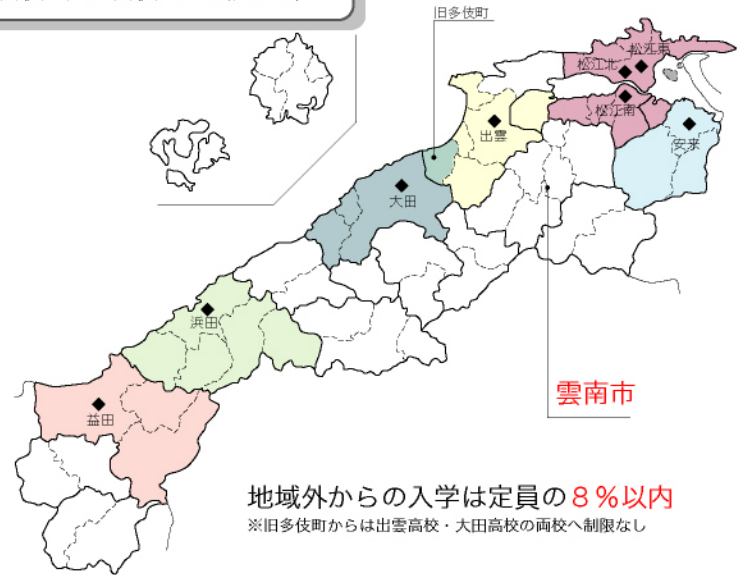 旧多伎町
松江東
松江北
松江南
出雲
安来
大田
浜田
雲南市
益田
地域外からの入学は定員の８％以内
※旧多伎町からは出雲高校・大田高校の両校へ制限なし